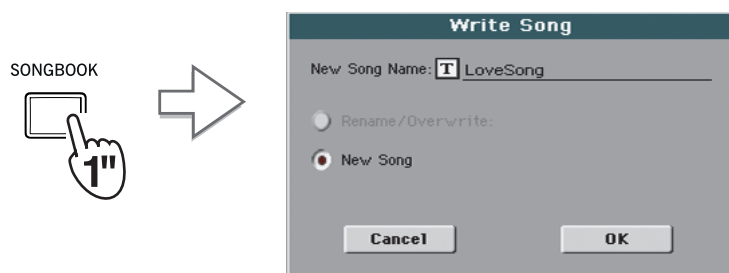 SONGBOOK
1"
Write Song
New Song Name: T LoveSong
Rename/Overwrite:
New Song
Cancel OK